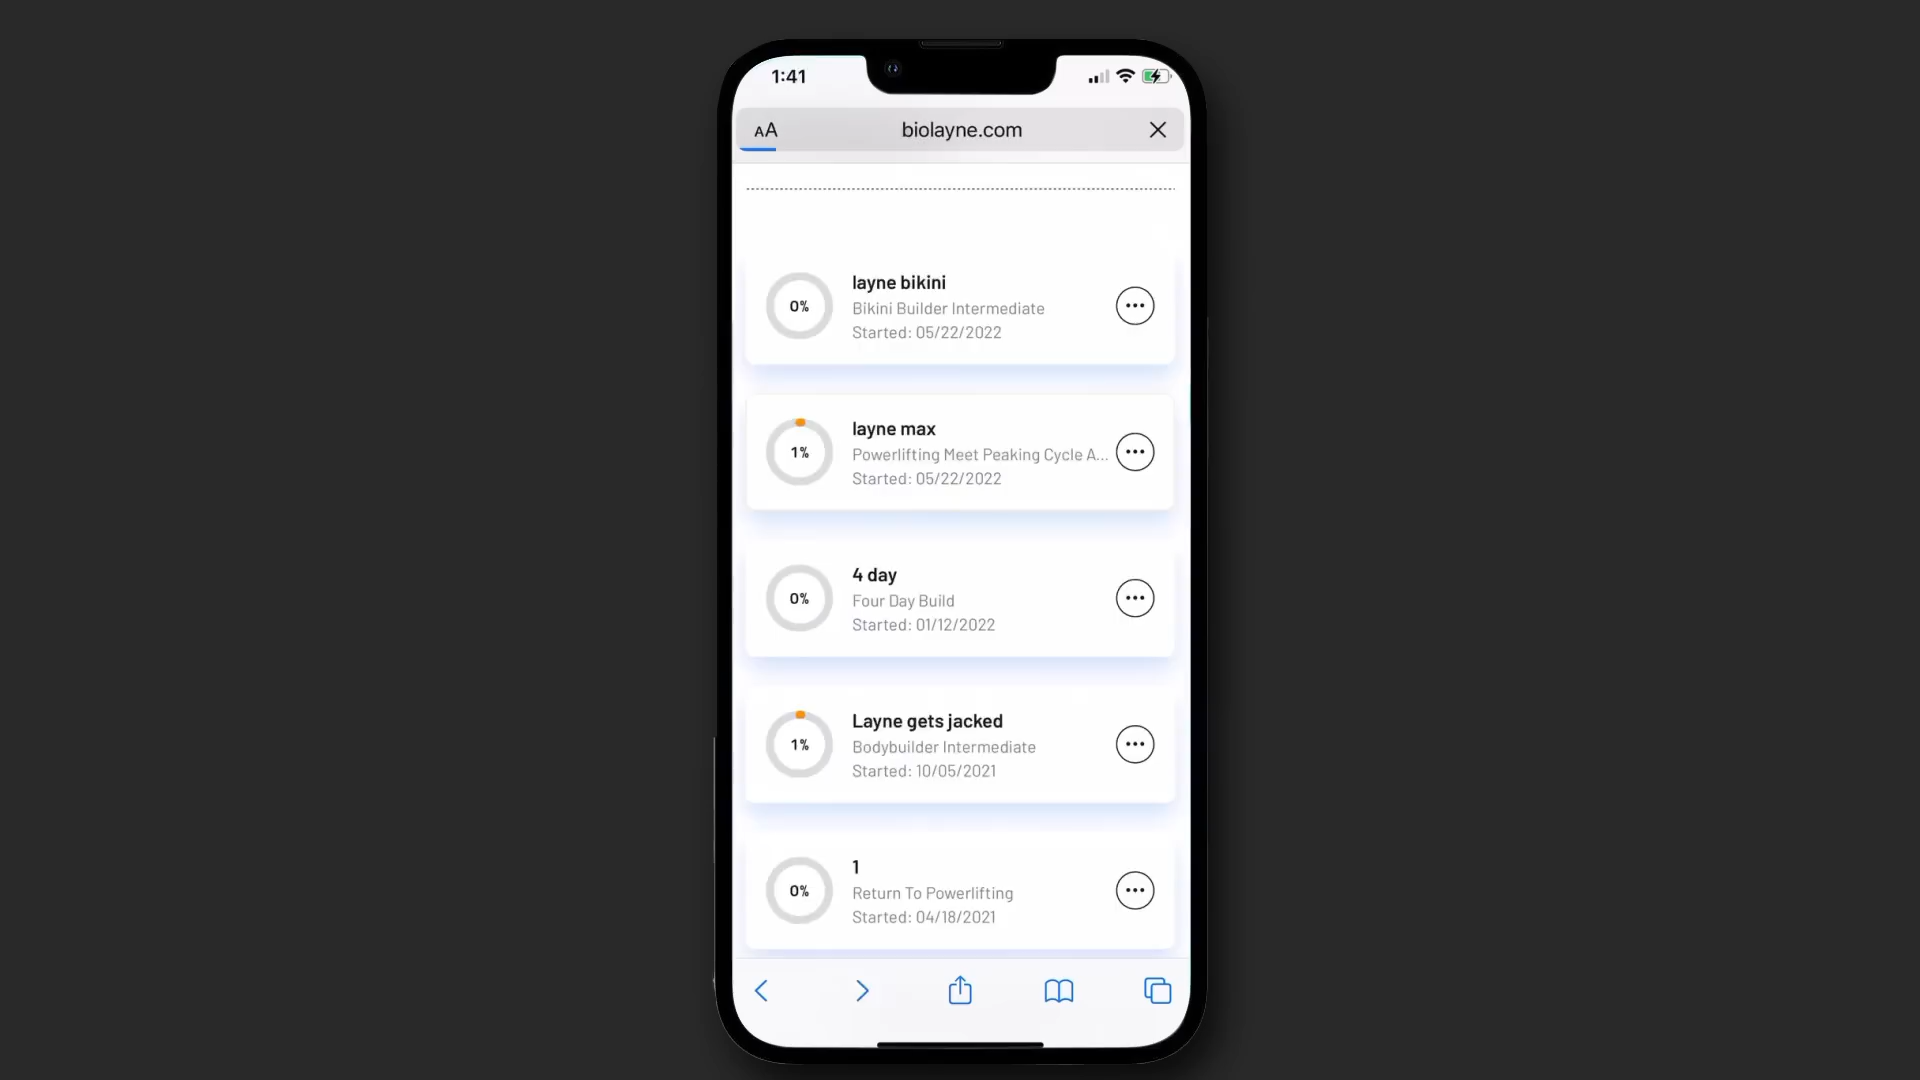 1:41
AA
biolayne.com
0%
layne bikini
Bikini Builder Intermediate
Started: 05/22/2022
1%
layne max
Powerlifting Meet Peaking Cycle A...
Started: 05/22/2022
0%
4 day
Four Day Build
Started: 01/12/2022
1%
Layne gets jacked
Bodybuilder Intermediate
Started: 10/05/2021
0%
1
Return To Powerlifting
Started: 04/18/2021